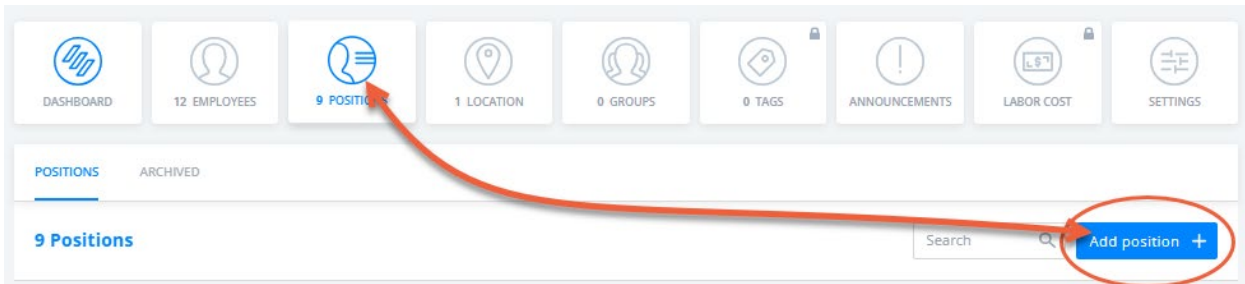 DASHBOARD
12 EMPLOYEES
9 POSITIONS
1 LOCATION
0 GROUPS
0 TAGS
ANNOUNCEMENTS
LABOR COST
SETTINGS
POSITIONS
ARCHIVED
9 Positions
Search
Add position +